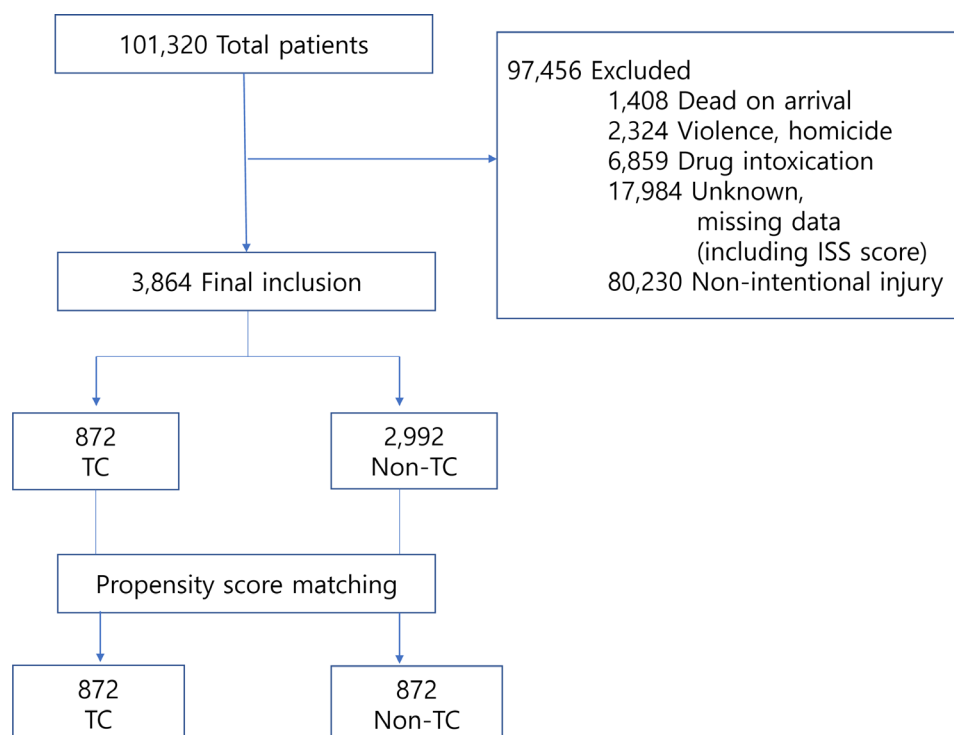 101,320 Total patients
97,456 Excluded
1,408 Dead on arrival
2,324 Violence, homicide
6,859 Drug intoxication
17,984 Unknown,
missing data
(including ISS score)
80,230 Non-intentional injury
3,864 Final inclusion
872
TC
2,992
Non-TC
Propensity score matching
872
TC
872
Non-TC